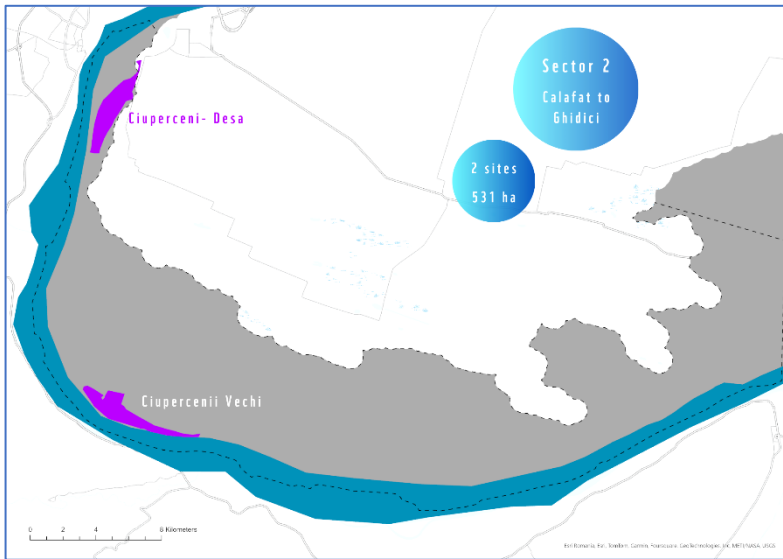 Sector 2
Calafat to
Ghidici
Ciuperceni- Desa
2 sites
531 ha
Ciupercenii Vechi
0 2 4 8 Kilometers